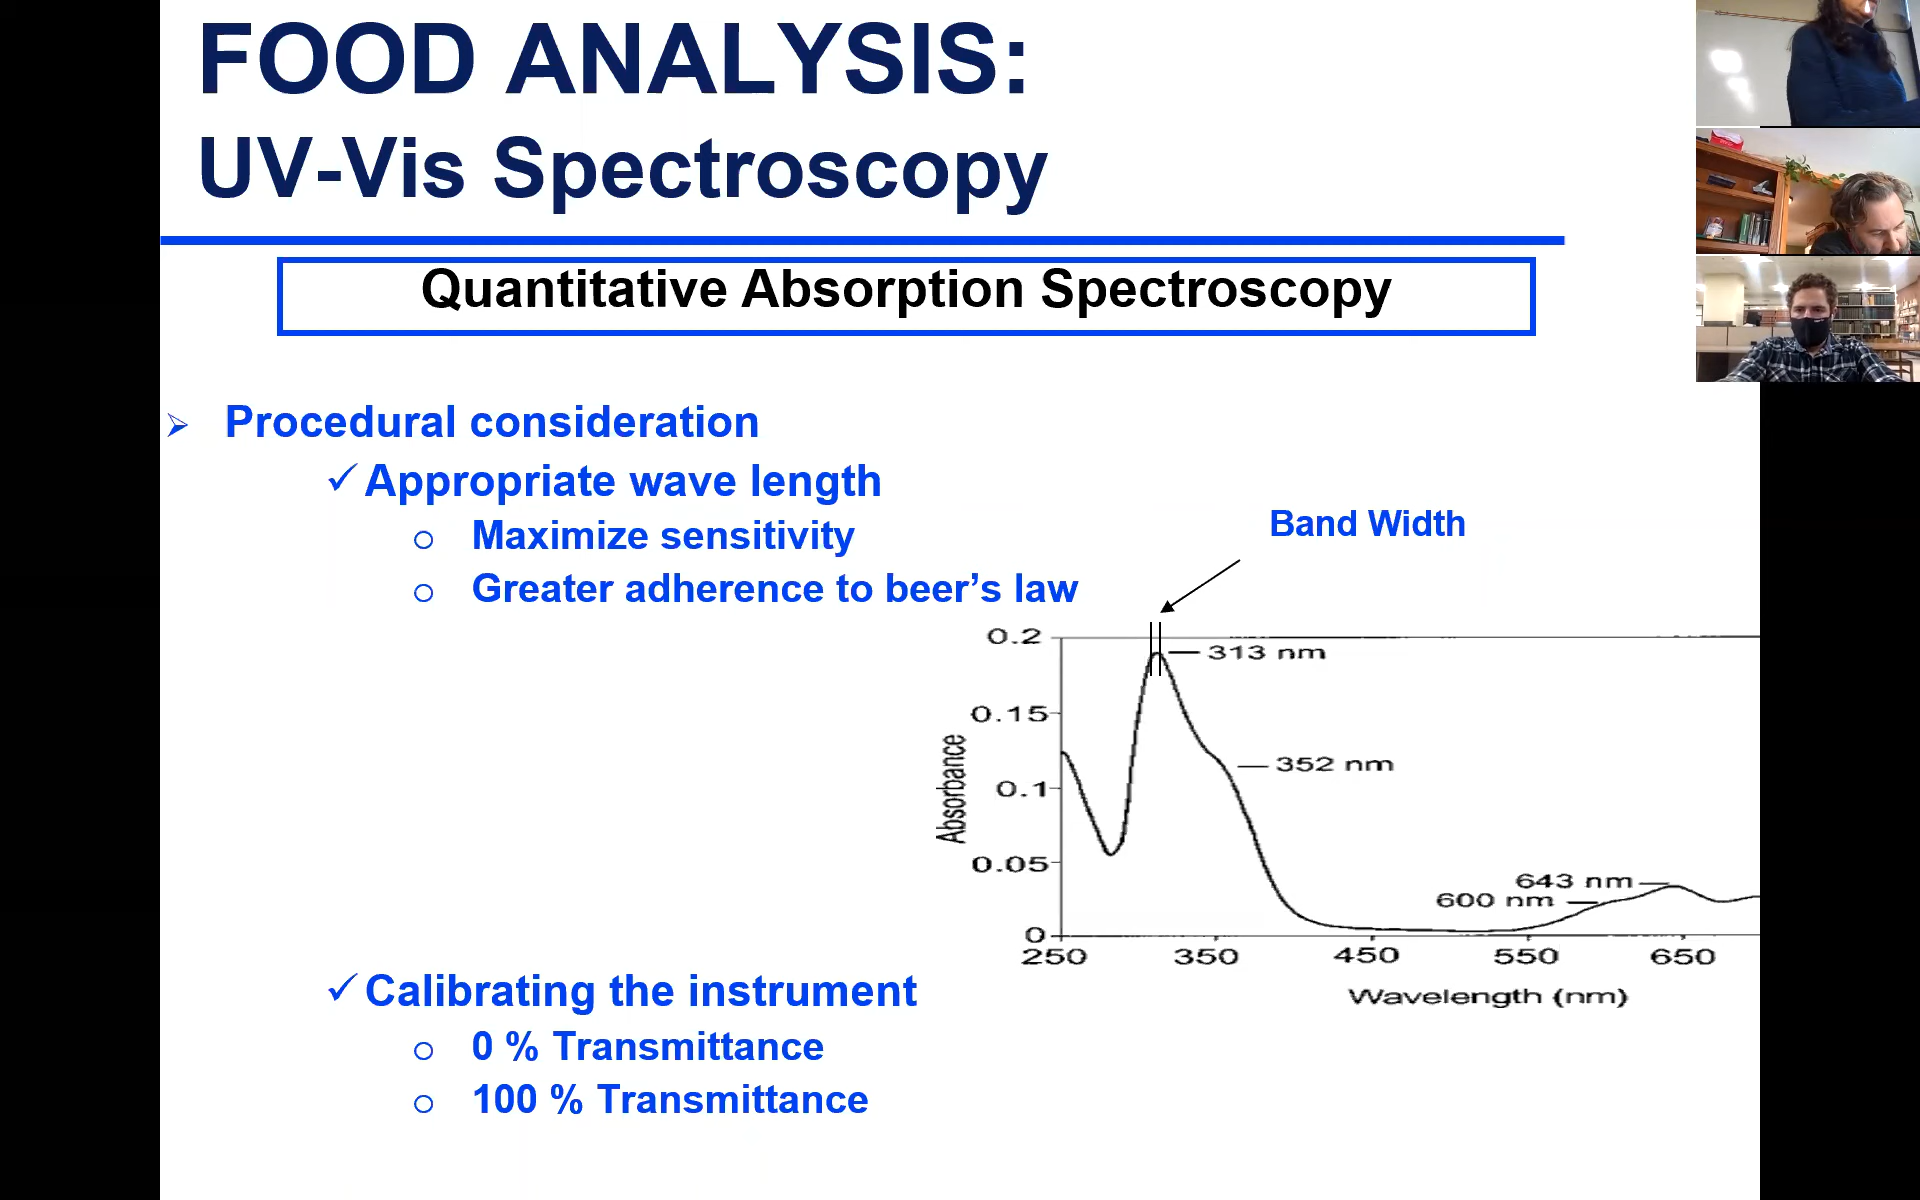 FOOD ANALYSIS:
UV-Vis Spectroscopy
Quantitative Absorption Spectroscopy
➢ Procedural consideration
✓ Appropriate wave length
o Maximize sensitivity
o Greater adherence to beer’s law
Band Width
0.2
313 nm
0.15
352 nm
0.1
Absorbance
0.05
643 nm
600 nm
0
250 350 450 550 650
Wavelength (nm)
✓ Calibrating the instrument
o 0 % Transmittance
o 100 % Transmittance